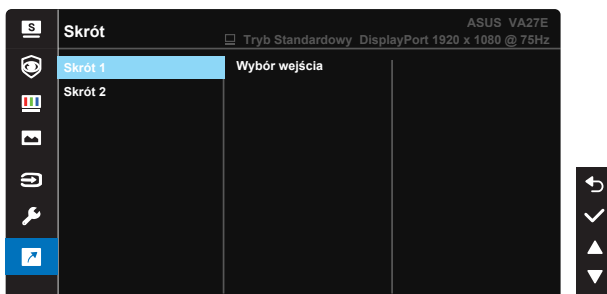 S
Skrót
ASUS VA27E
Tryb Standardowy DisplayPort 1920 x 1080 @ 75Hz
Skrót 1
Wybór wejścia
Skrót 2